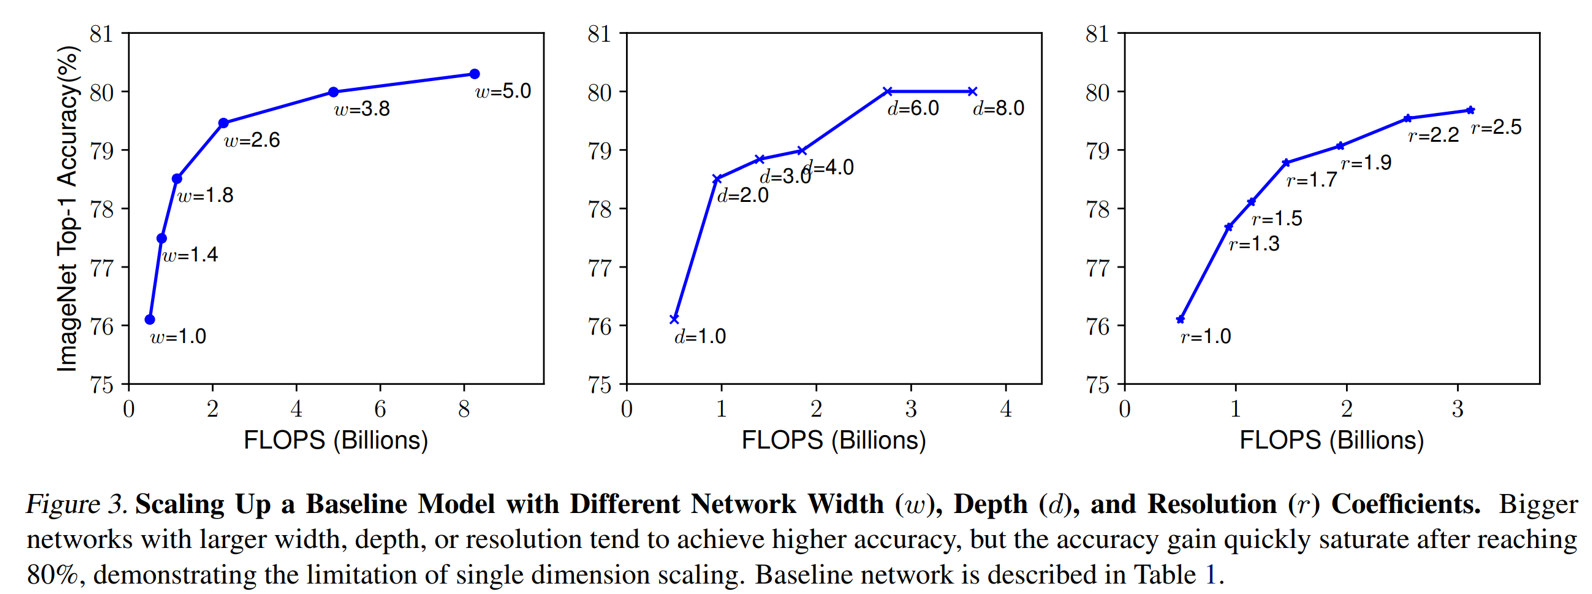 ImageNet Top-1 Accuracy(%)
81
80
79
78
77
76
75
w=5.0
w=3.8
w=2.6
w=1.8
w=1.4
w=1.0
0 2 4 6 8
FLOPS (Billions)
81
80
79
78
77
76
75
d=6.0 d=8.0
d=4.0
d=3.0
d=2.0
d=1.0
0 1 2 3 4
FLOPS (Billions)
81
80
79
78
77
76
75
r=2.5
r=2.2
r=1.9
r=1.7
r=1.5
r=1.3
r=1.0
0 1 2 3
FLOPS (Billions)
Figure 3. Scaling Up a Baseline Model with Different Network Width (w), Depth (d), and Resolution (r) Coefficients. Bigger
networks with larger width, depth, or resolution tend to achieve higher accuracy, but the accuracy gain quickly saturate after reaching
80%, demonstrating the limitation of single dimension scaling. Baseline network is described in Table 1.